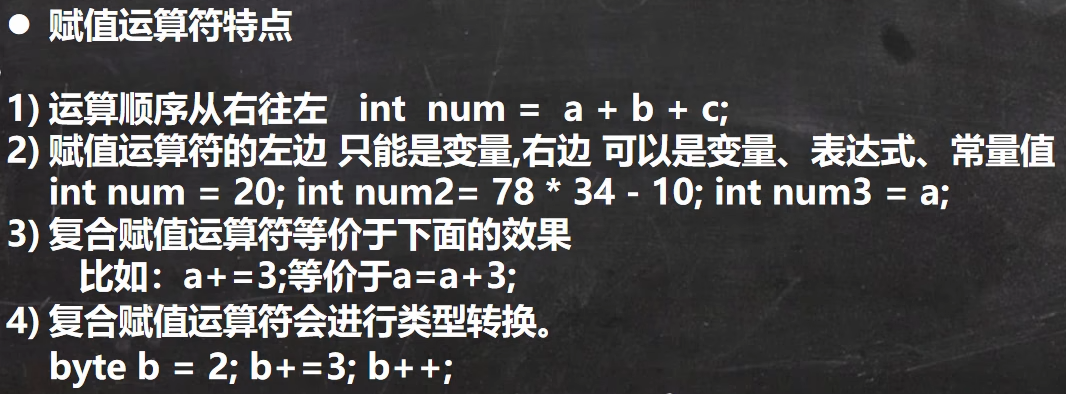 ● 赋值运算符特点
1) 运算顺序从右往左 int num = a + b + c;
2) 赋值运算符的左边 只能是变量,右边 可以是变量、表达式、常量值
int num = 20; int num2= 78 * 34 - 10; int num3 = a;
3) 复合赋值运算符等价于下面的效果
比如：a+=3;等价于a=a+3;
4) 复合赋值运算符会进行类型转换。
byte b = 2; b+=3; b++;